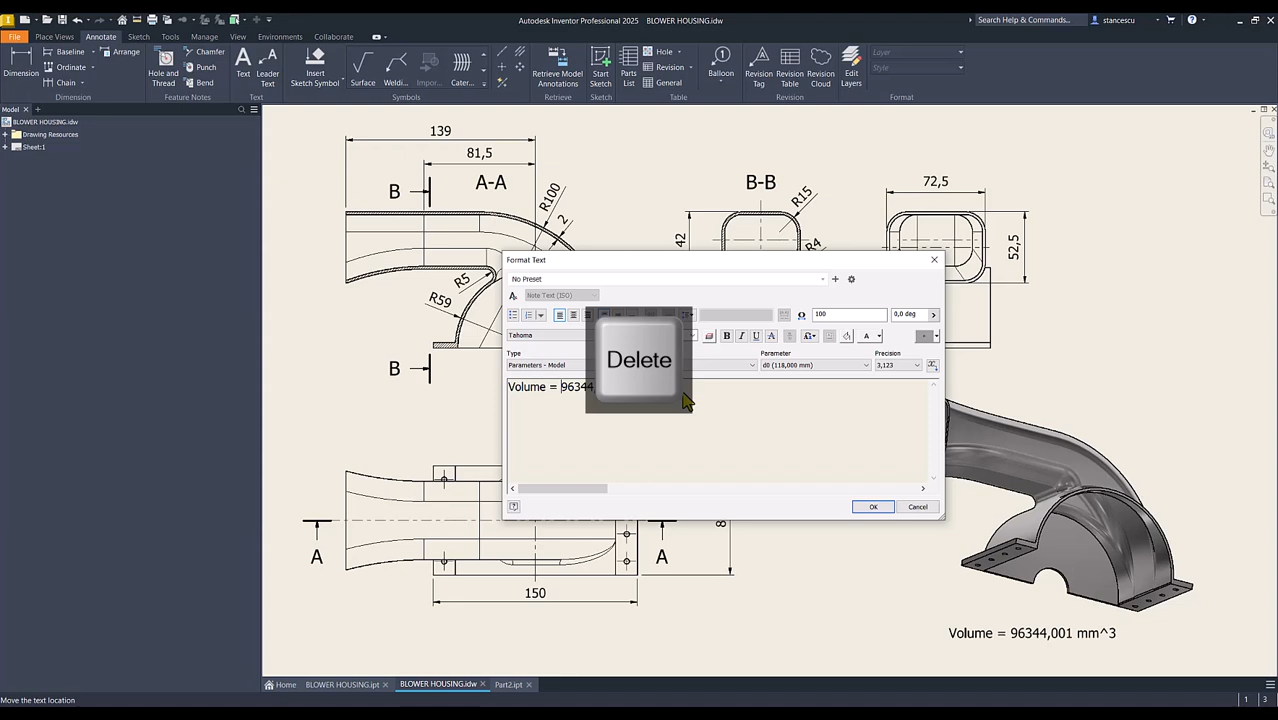 Autodesk Inventor Professional 2025 BLOWER HOUSING.idw
Search Help & Commands...
stancescu
File Place Views Annotate Sketch Tools Manage View Environments Collaborate
Dimension
Baseline
Ordinate
Chain
Arrange
Dimension
Hole and Thread
Chamfer
Punch
Bend
Feature Notes
Text
Leader Text
Text
Insert Sketch Symbol
Surface
Weldi...
Impor...
Cater...
Symbols
Retrieve Model Annotations
Retrieve
Start Sketch
Sketch
Parts List
Hole
Revision
General
Table
Balloon
Revision Tag
Revision Table
Revision Cloud
Revision
Edit Layers
Layer
Style
Format
Model
BLOWER HOUSING.idw
Drawing Resources
Sheet:1
139
81,5
B
A-A
R100
2
B-B
R15
72,5
42
R4
52,5
R5
R59
B
Format Text
No Preset
Note Text (ISO)
100
0,0 deg
Tahoma
B I U A
Type
Parameter
Precision
Parameters - Model
d0 (118,000 mm)
3,123
Delete
Volume = 96344,
OK
Cancel
A
A
8
150
Volume = 96344,001 mm^3
Home
BLOWER HOUSING.ipt
BLOWER HOUSING.idw
Part2.ipt
Move the text location
1 3